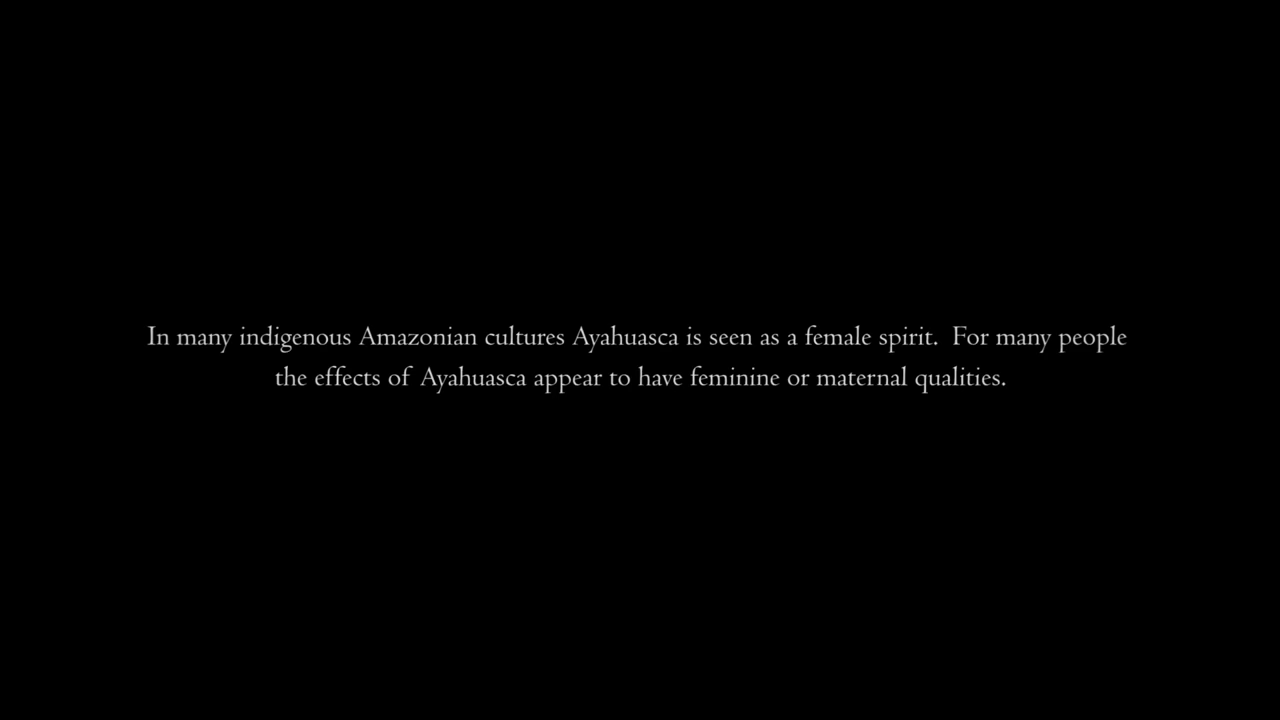 In many indigenous Amazonian cultures Ayahuasca is seen as a female spirit.  For many people
the effects of Ayahuasca appear to have feminine or maternal qualities.